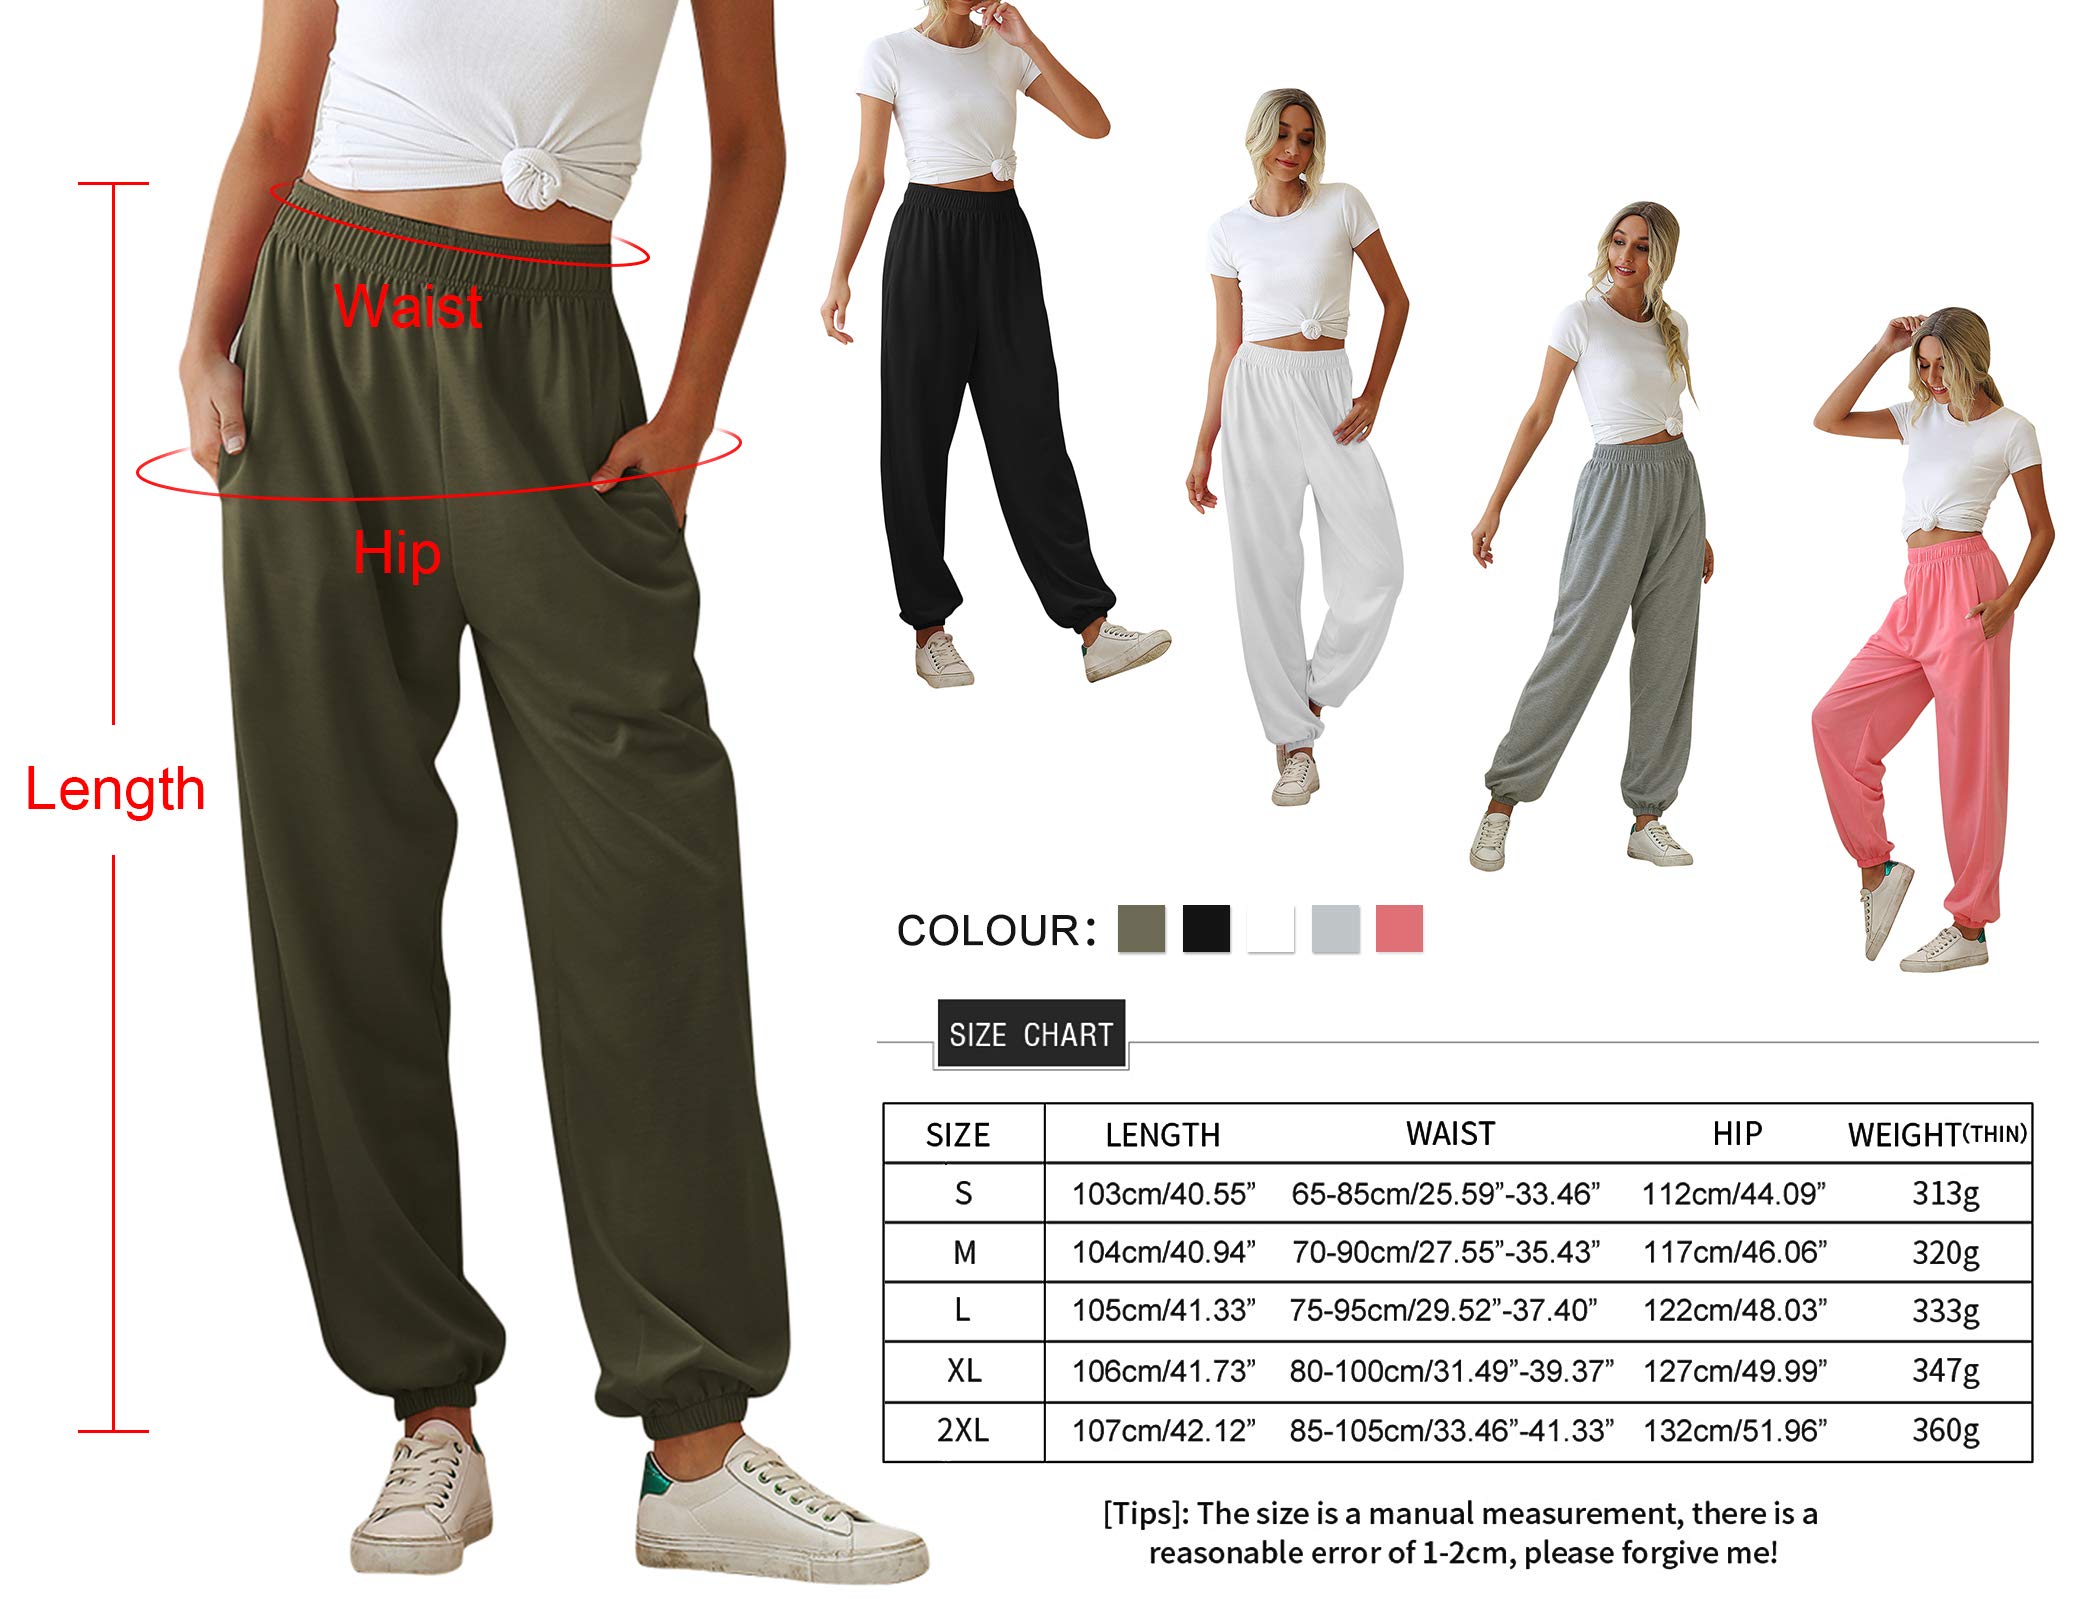 Waist
Hip
Length
COLOUR：
SIZE CHART
SIZE LENGTH WAIST HIP WEIGHT(THIN)
S 103cm/40.55” 65-85cm/25.59”-33.46” 112cm/44.09” 313g
M 104cm/40.94” 70-90cm/27.55”-35.43” 117cm/46.06” 320g
L 105cm/41.33” 75-95cm/29.52”-37.40” 122cm/48.03” 333g
XL 106cm/41.73” 80-100cm/31.49”-39.37” 127cm/49.99” 347g
2XL 107cm/42.12” 85-105cm/33.46”-41.33” 132cm/51.96” 360g
[Tips]: The size is a manual measurement, there is a
reasonable error of 1-2cm, please forgive me!